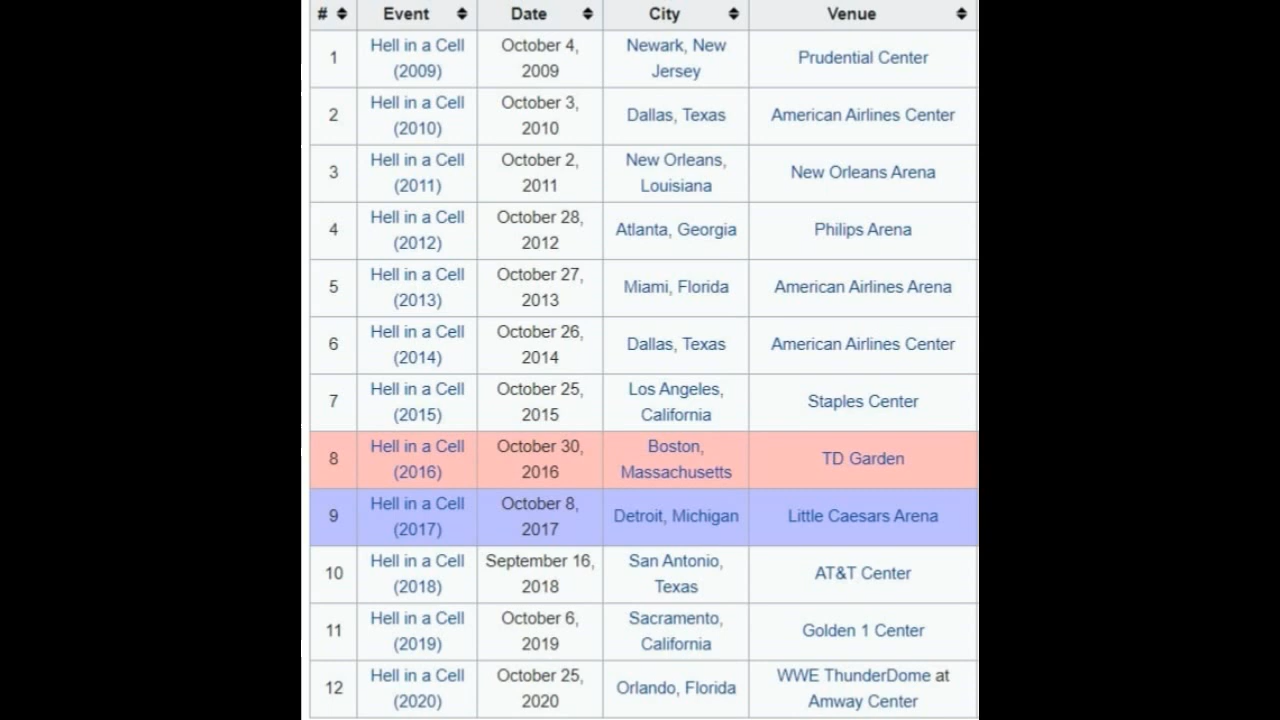 # Event Date City Venue
1 Hell in a Cell (2009) October 4, 2009 Newark, New Jersey Prudential Center
2 Hell in a Cell (2010) October 3, 2010 Dallas, Texas American Airlines Center
3 Hell in a Cell (2011) October 2, 2011 New Orleans, Louisiana New Orleans Arena
4 Hell in a Cell (2012) October 28, 2012 Atlanta, Georgia Philips Arena
5 Hell in a Cell (2013) October 27, 2013 Miami, Florida American Airlines Arena
6 Hell in a Cell (2014) October 26, 2014 Dallas, Texas American Airlines Center
7 Hell in a Cell (2015) October 25, 2015 Los Angeles, California Staples Center
8 Hell in a Cell (2016) October 30, 2016 Boston, Massachusetts TD Garden
9 Hell in a Cell (2017) October 8, 2017 Detroit, Michigan Little Caesars Arena
10 Hell in a Cell (2018) September 16, 2018 San Antonio, Texas AT&T Center
11 Hell in a Cell (2019) October 6, 2019 Sacramento, California Golden 1 Center
12 Hell in a Cell (2020) October 25, 2020 Orlando, Florida WWE ThunderDome at Amway Center